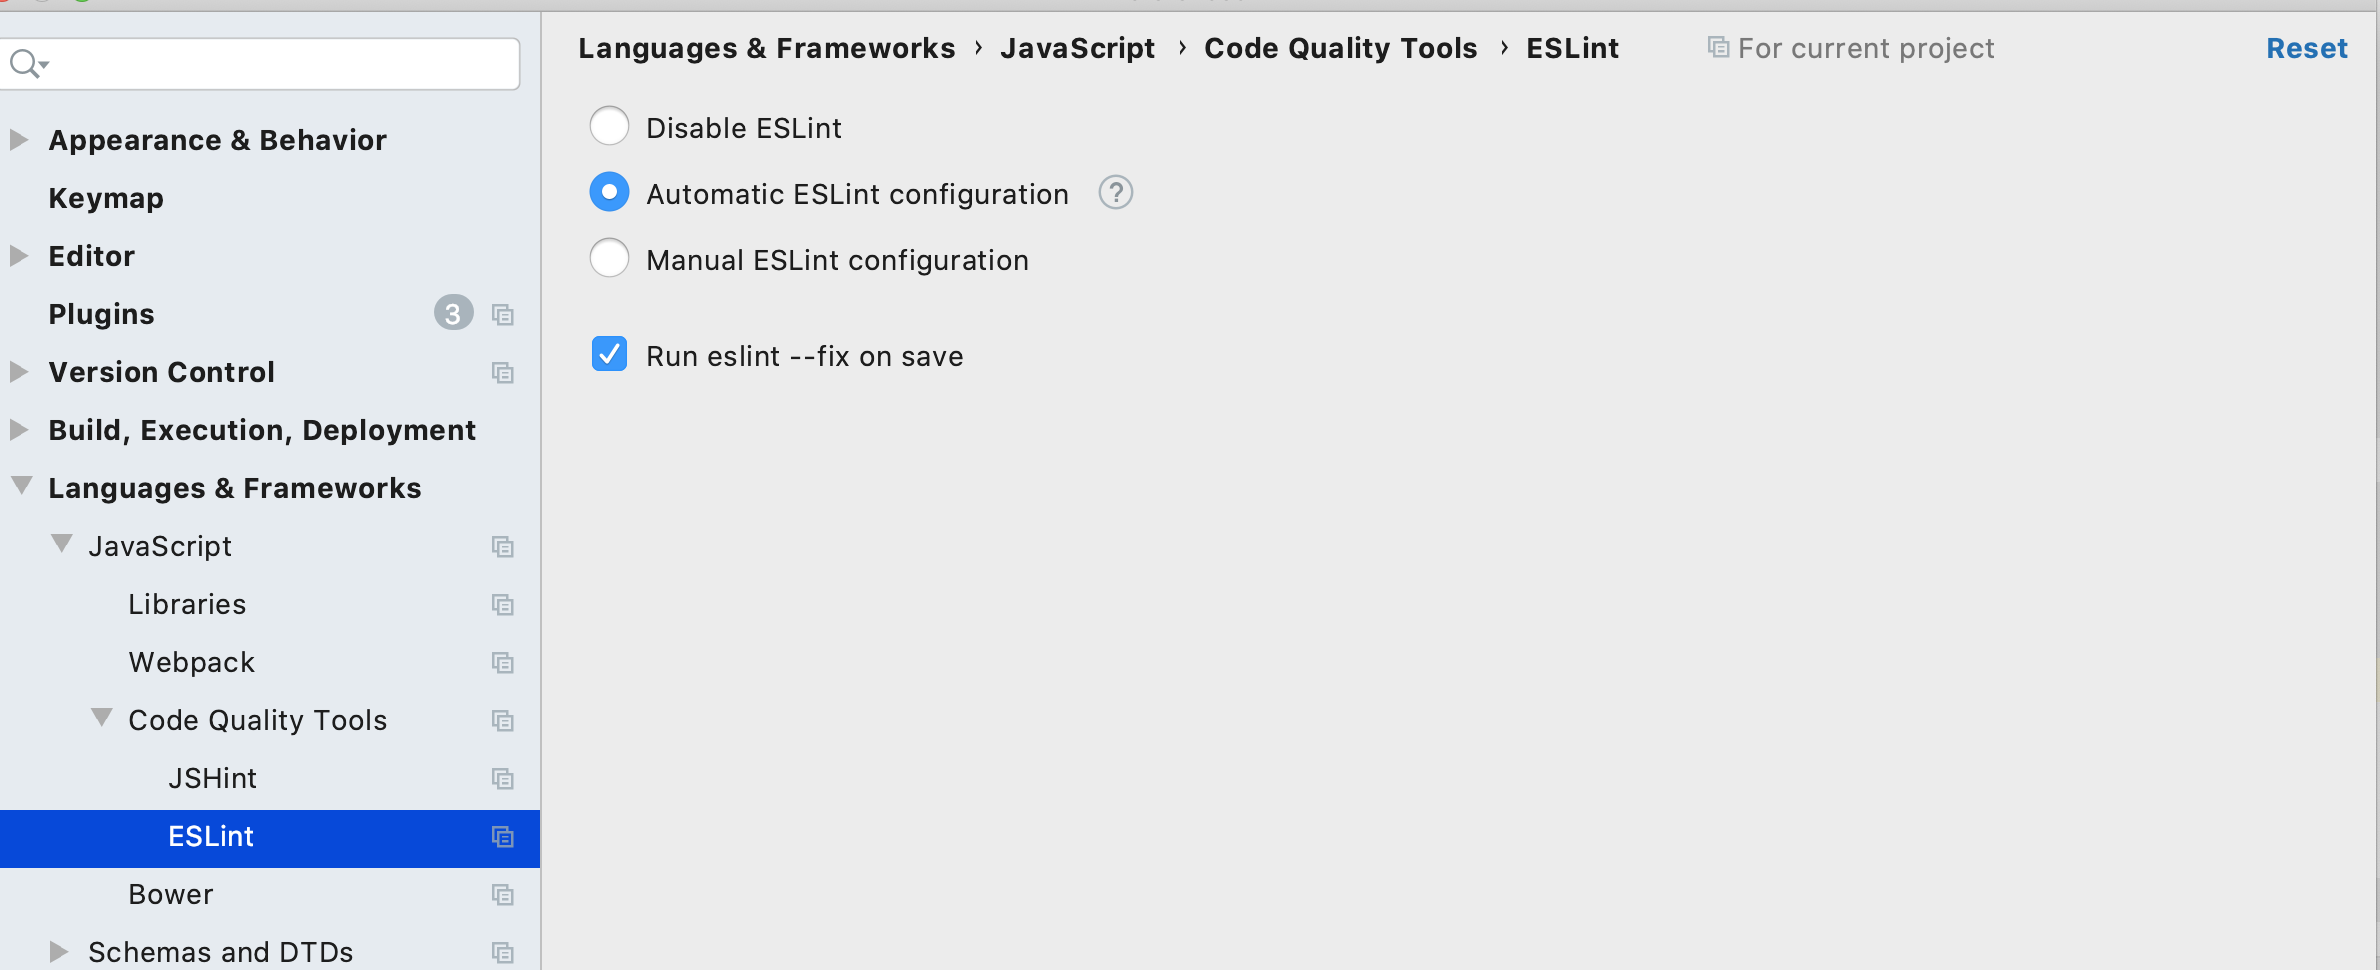 Languages & Frameworks › JavaScript › Code Quality Tools › ESLint
For current project
Reset
Appearance & Behavior
Keymap
Editor
Plugins 3
Version Control
Build, Execution, Deployment
Languages & Frameworks
JavaScript
Libraries
Webpack
Code Quality Tools
JSHint
ESLint
Bower
Schemas and DTDs
Disable ESLint
Automatic ESLint configuration ?
Manual ESLint configuration
Run eslint --fix on save